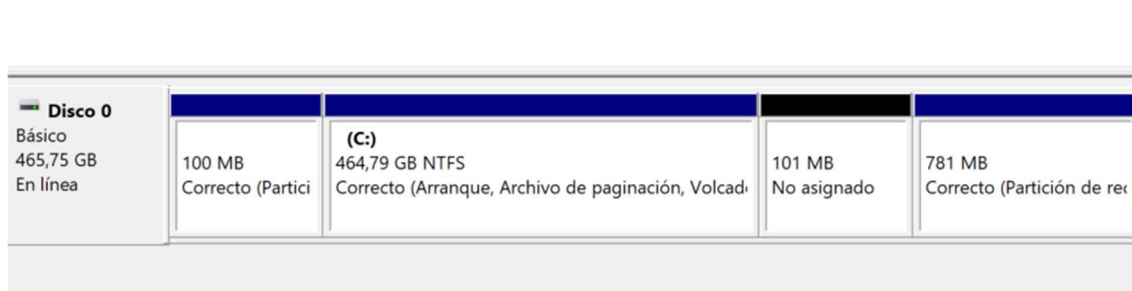 Disco 0
Básico
465,75 GB
En línea
100 MB
Correcto (Partici
(C:)
464,79 GB NTFS
Correcto (Arranque, Archivo de paginación, Volcad
101 MB
No asignado
781 MB
Correcto (Partición de rec